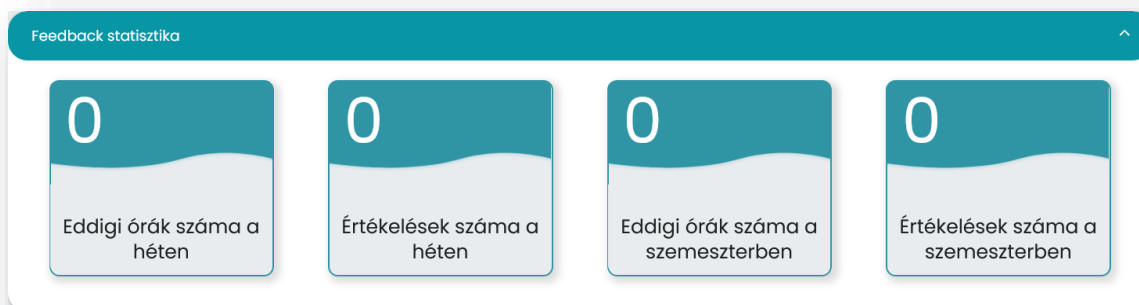 Feedback statisztika
0
Eddigi órák száma a
héten
0
Értékelések száma a
héten
0
Eddigi órák száma a
szemeszterben
0
Értékelések száma a
szemeszterben